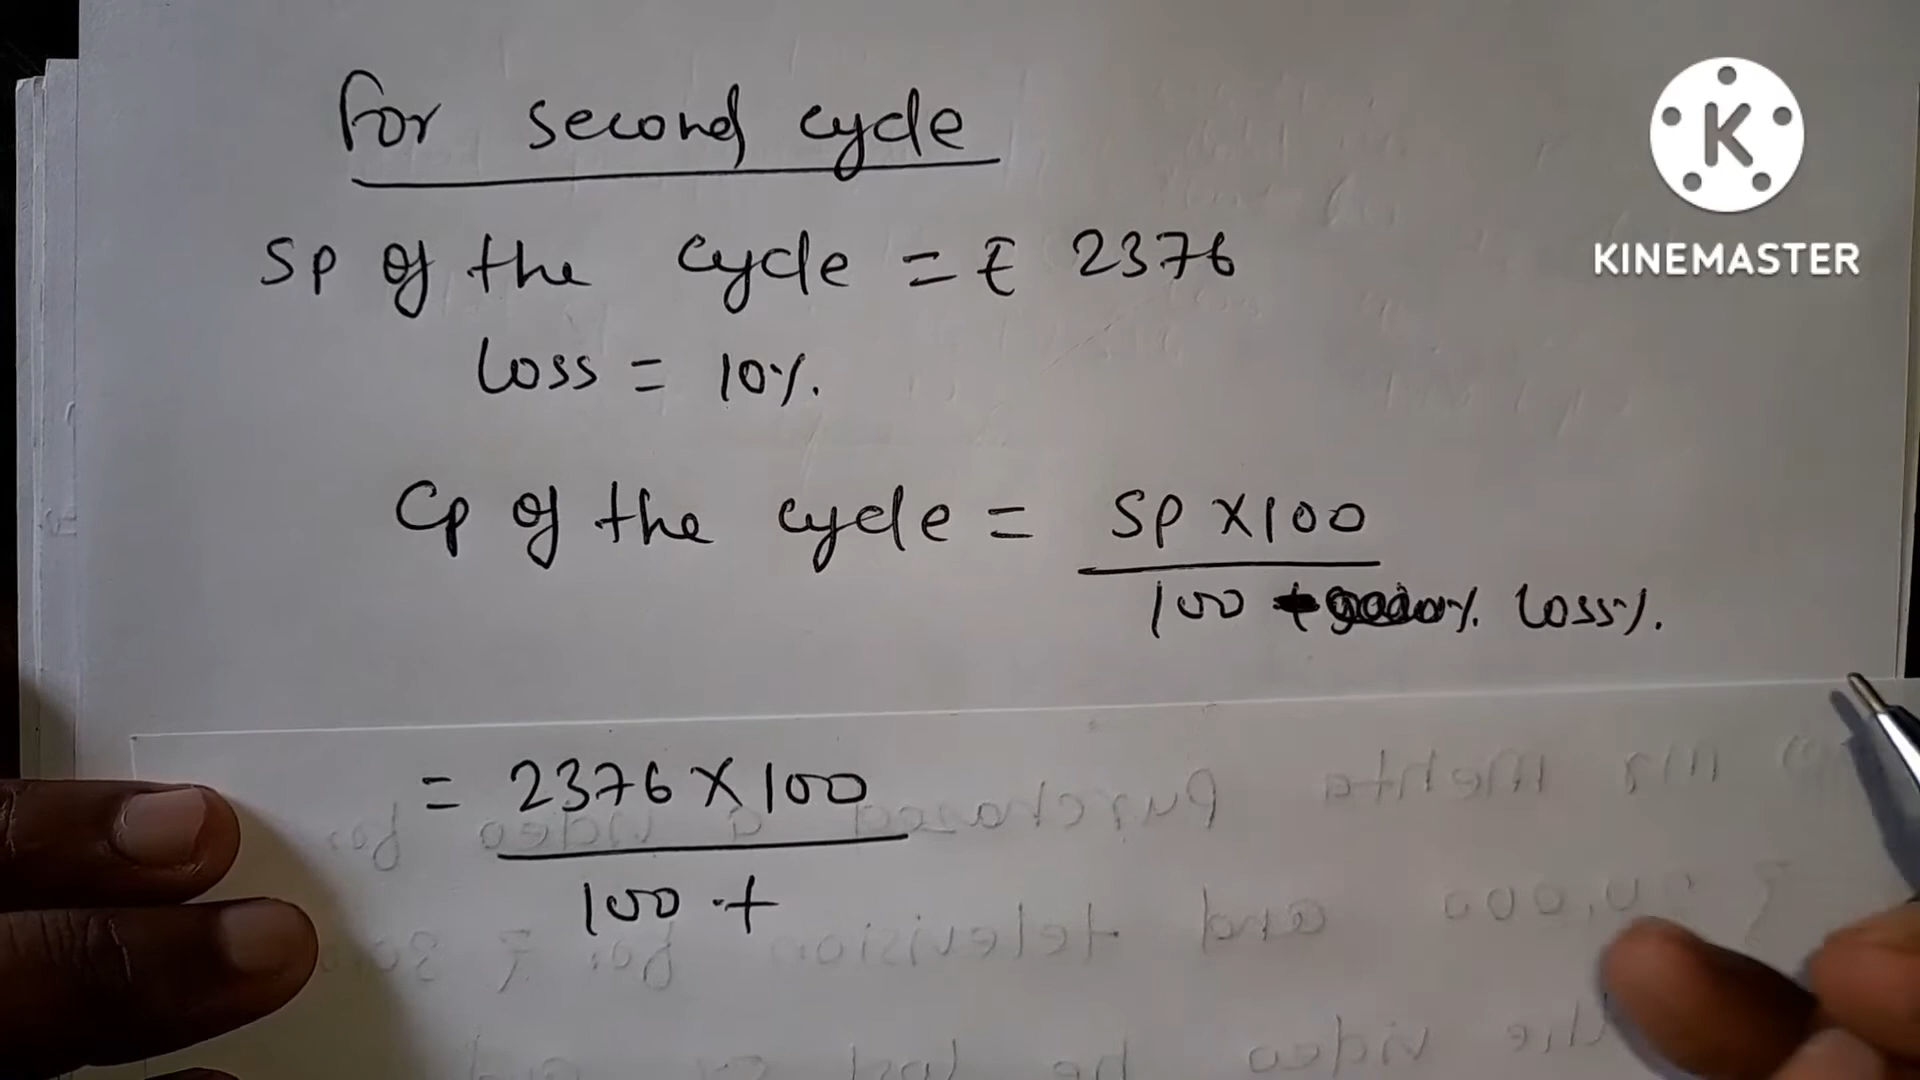 for second cycle
SP of the cycle = ₹ 2376
Loss = 10%.
CP of the cycle = SP X 100
100 - Loss%.
= 2376 X 100
100 +
K
KINEMASTER